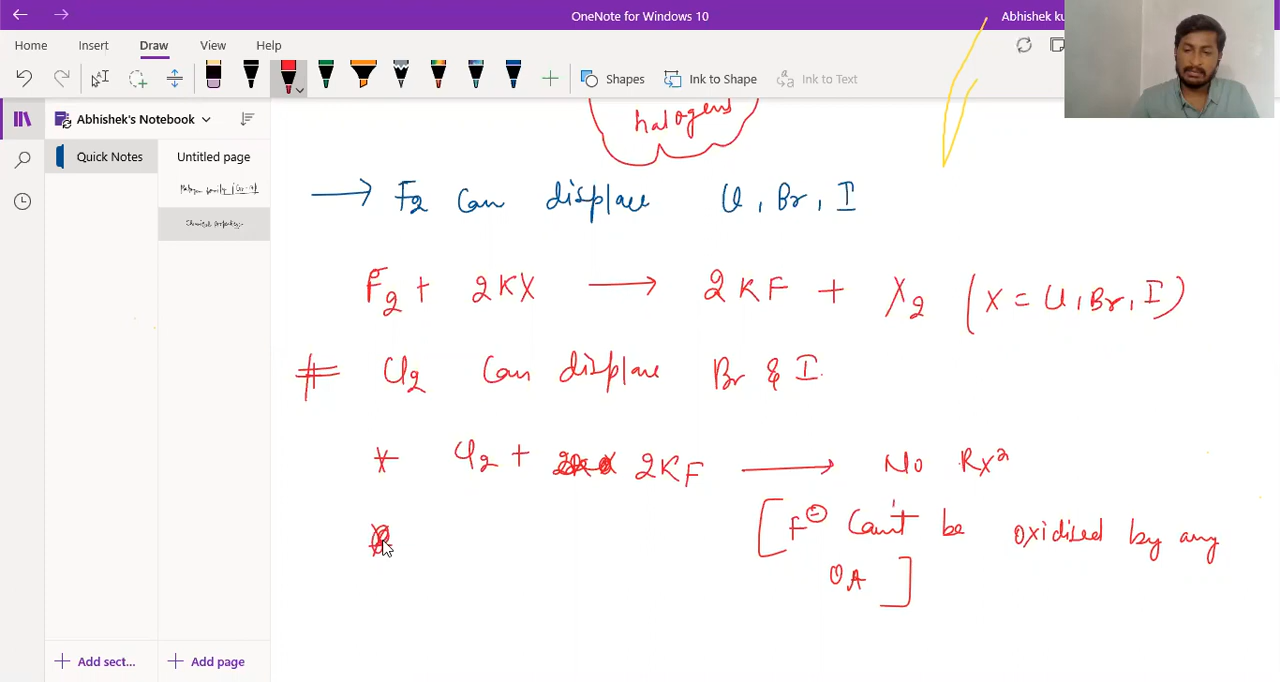 OneNote for Windows 10
Abhishek ku
Home Insert Draw View Help
Shapes Ink to Shape Ink to Text
Abhishek's Notebook
Quick Notes
Untitled page
Chemical Properties:-
halogens
→ F2 Can displace Cl, Br, I
F2 + 2KX → 2KF + X2 (X = Cl, Br, I)
# Cl2 Can displace Br & I.
* Cl2 + 2KF → No Rxn
[F⊖ Can't be oxidised by any
OA]
Add sect... Add page